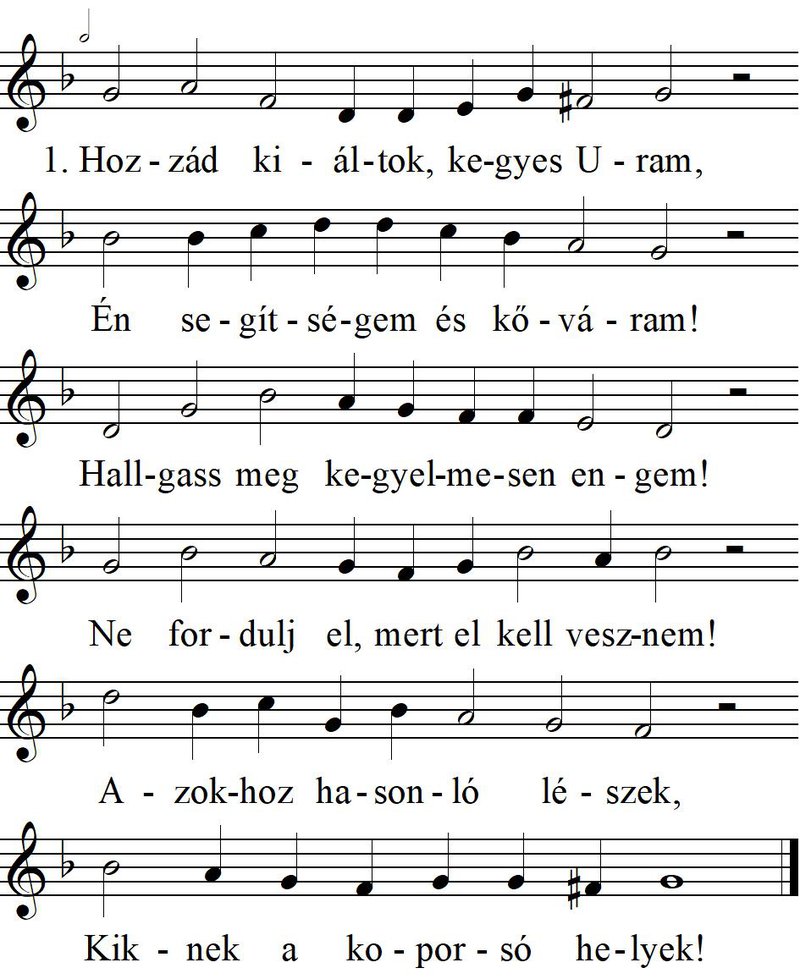 1. Hoz - zád ki - ál-tok, ke-gyes U - ram,
Én se - gít - sé-gem és kő - vá - ram!
Hall-gass meg ke-gyel-me-sen en - gem!
Ne for - dulj el, mert el kell vesz-nem!
A - zok-hoz ha - son - ló lé - szek,
Kik - nek a ko - por - só he-lyek!